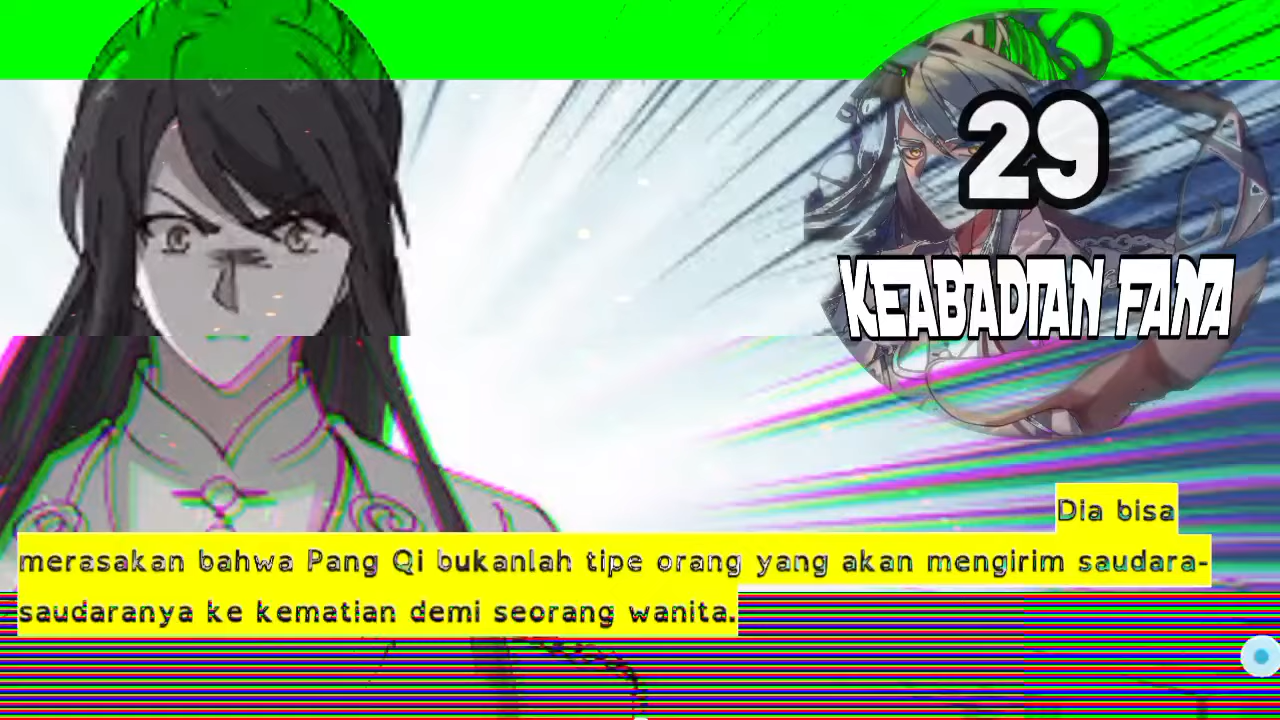 29
KEABADIAN FANA
Dia bisa
merasakan bahwa Pang Qi bukanlah tipe orang yang akan mengirim saudara-
saudaranya ke kematian demi seorang wanita.